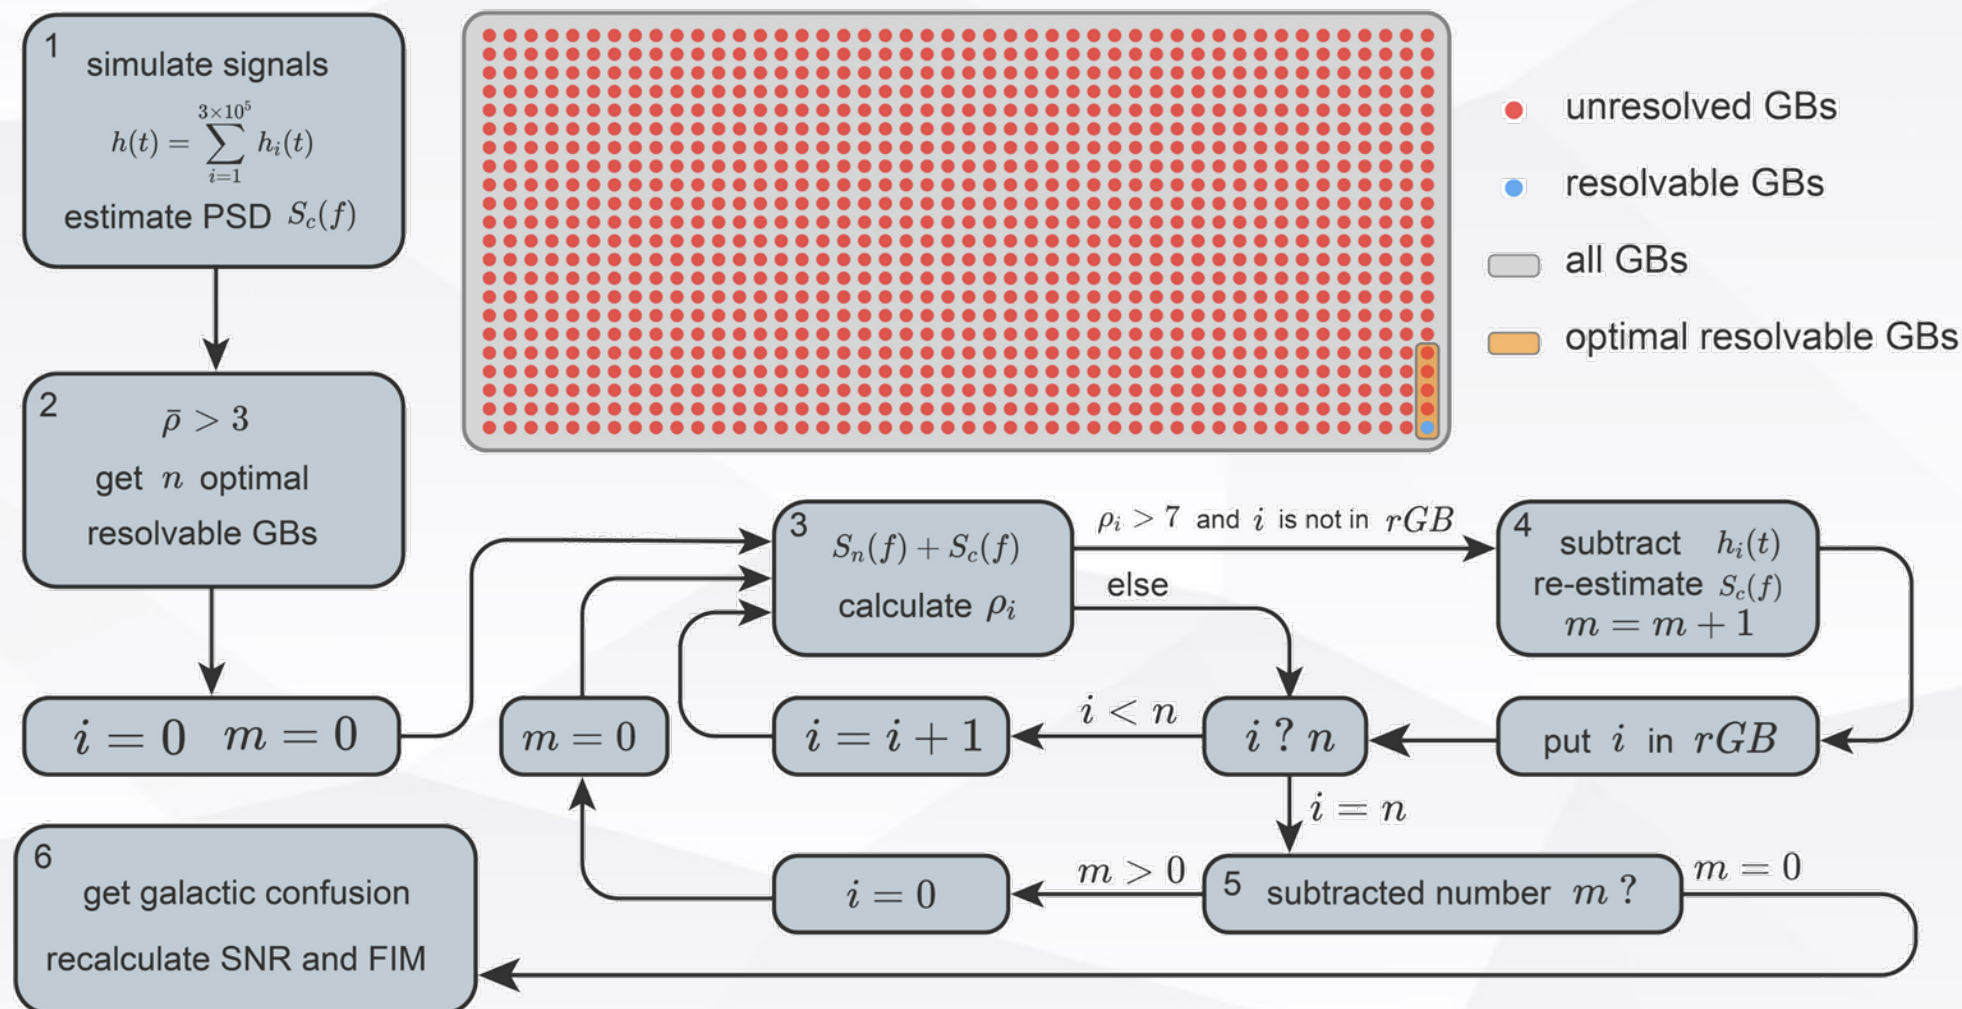 1
simulate signals
h(t) = \sum_{i=1}^{3×10^5} h_i(t)
estimate PSD S_c(f)
unresolved GBs
resolvable GBs
all GBs
optimal resolvable GBs
2
ρ̄ > 3
get n optimal
resolvable GBs
i = 0 m = 0
3
S_n(f) + S_c(f)
calculate ρ_i
ρ_i > 7 and i is not in rGB
else
4
subtract h_i(t)
re-estimate S_c(f)
m = m + 1
put i in rGB
i ? n
i < n
i = i + 1
m = 0
i = n
5 subtracted number m ?
m > 0
i = 0
m = 0
6
get galactic confusion
recalculate SNR and FIM